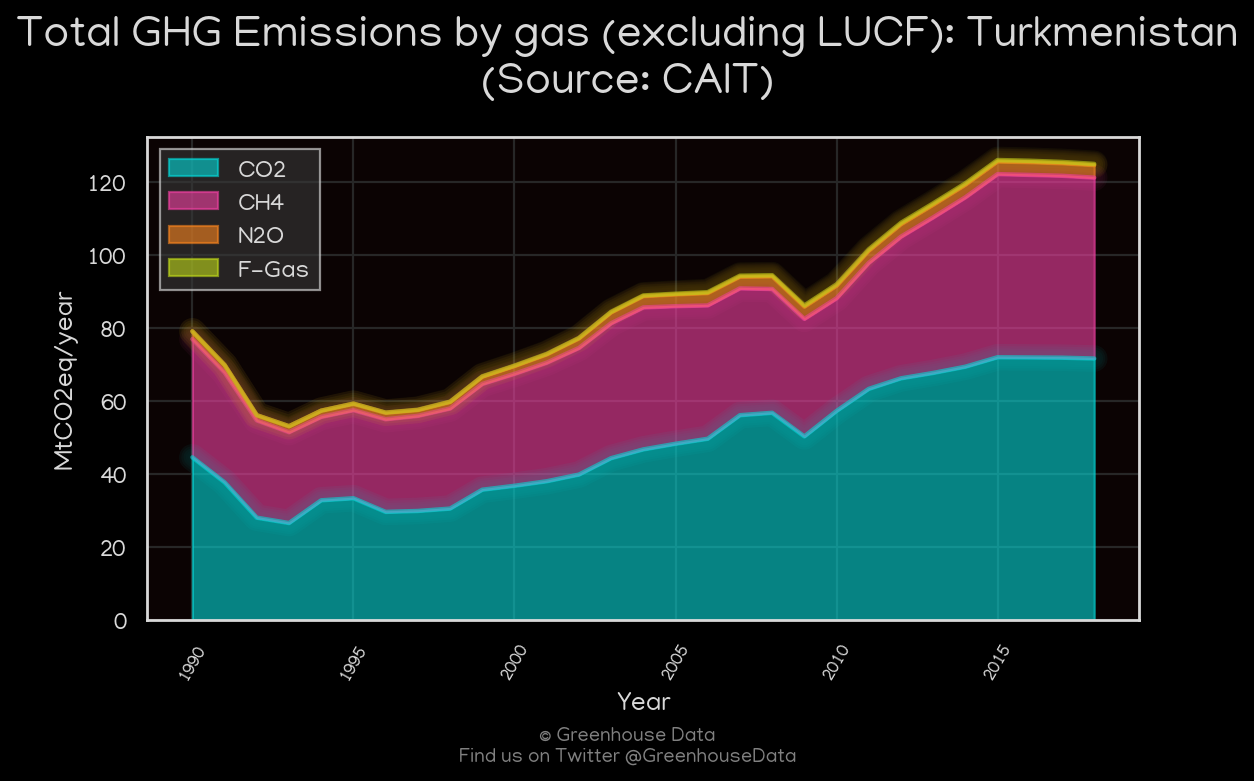 Total GHG Emissions by gas (excluding LUCF): Turkmenistan
(Source: CAIT)
CO2
CH4
N2O
F-Gas
120
100
80
60
40
20
0
MtCO2eq/year
1990
1995
2000
2005
2010
2015
Year
© Greenhouse Data
Find us on Twitter @GreenhouseData